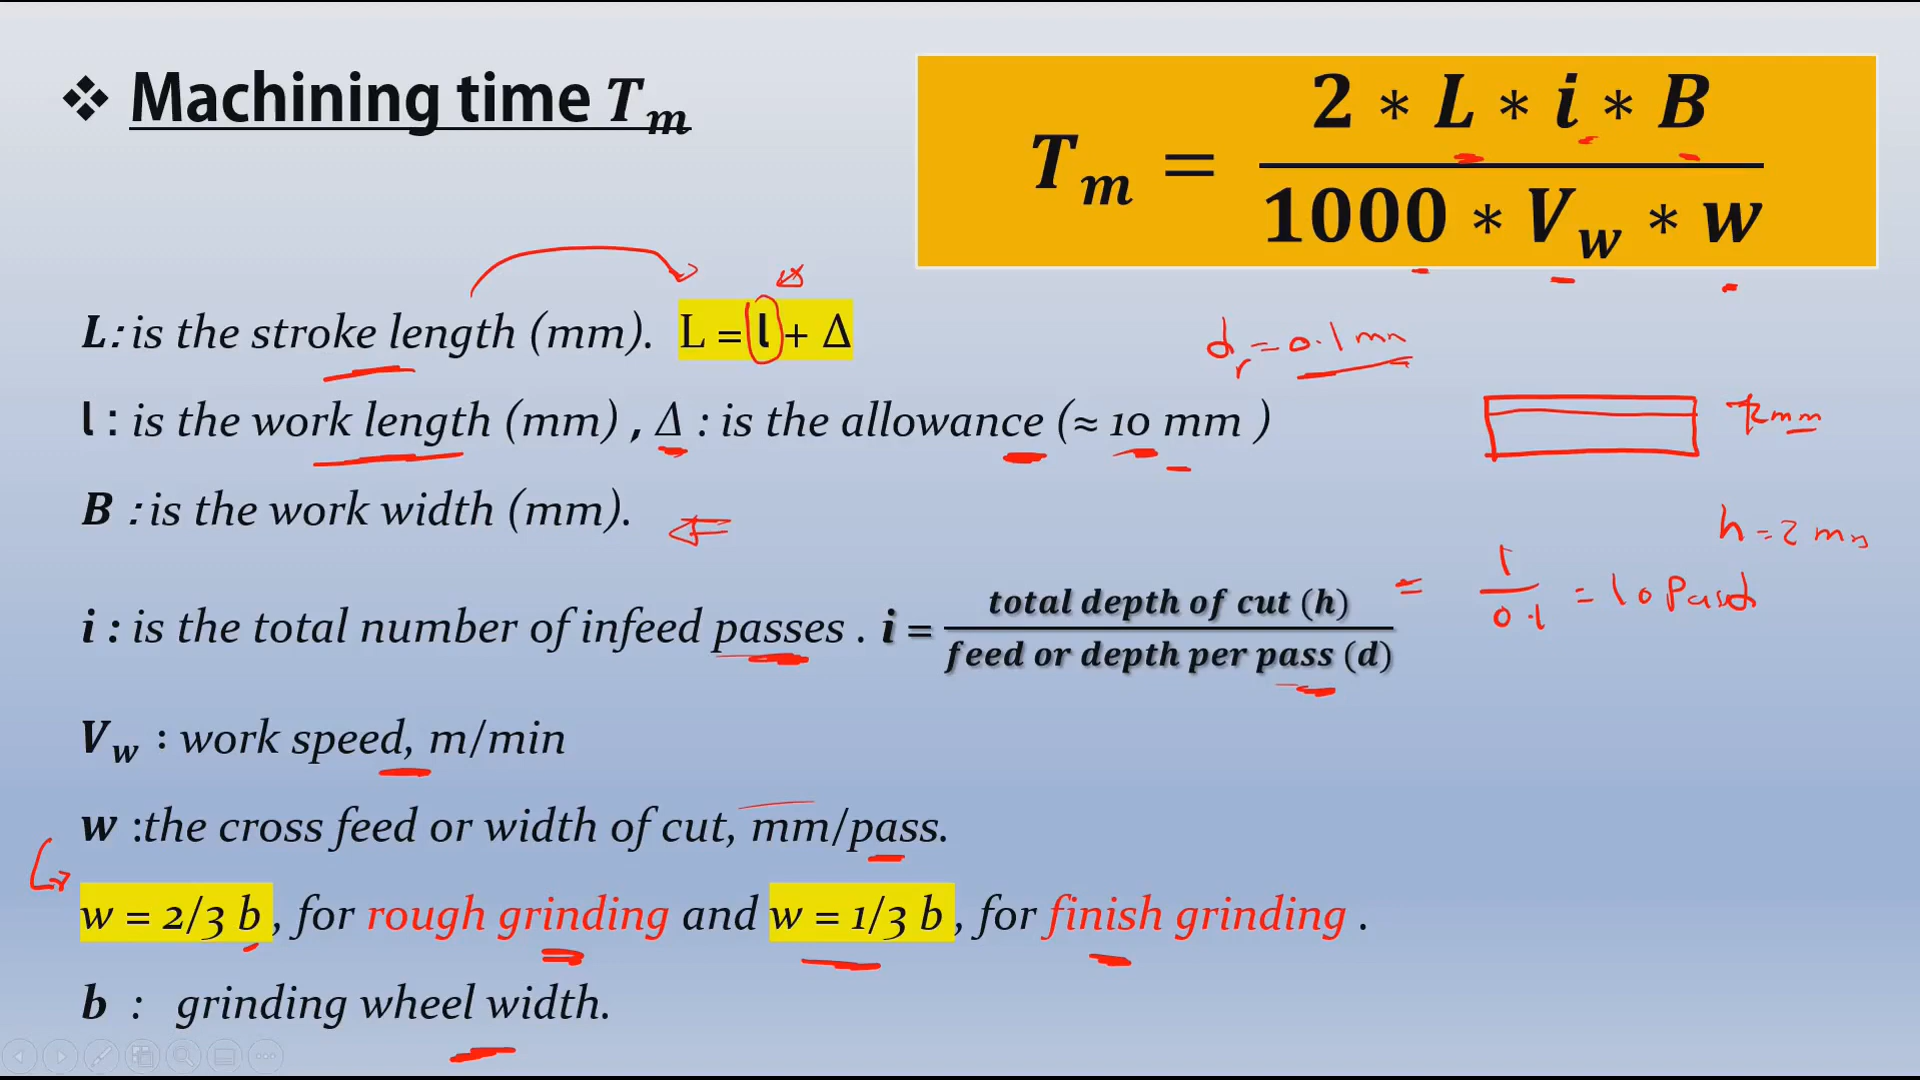 ❖ Machining time Tₘ
Tₘ = (2 * L * i * B) / (1000 * V_w * w)
L: is the stroke length (mm). L = l + Δ
d_r = 0.1 mm
l : is the work length (mm) , Δ : is the allowance (≈ 10 mm )
B : is the work width (mm).
h = 2 mm
i : is the total number of infeed passes . i = total depth of cut (h) / feed or depth per pass (d) = 1 / 0.1 = 10
V_w : work speed, m/min
w :the cross feed or width of cut, mm/pass.
w = 2/3 b , for rough grinding and w = 1/3 b , for finish grinding .
b : grinding wheel width.